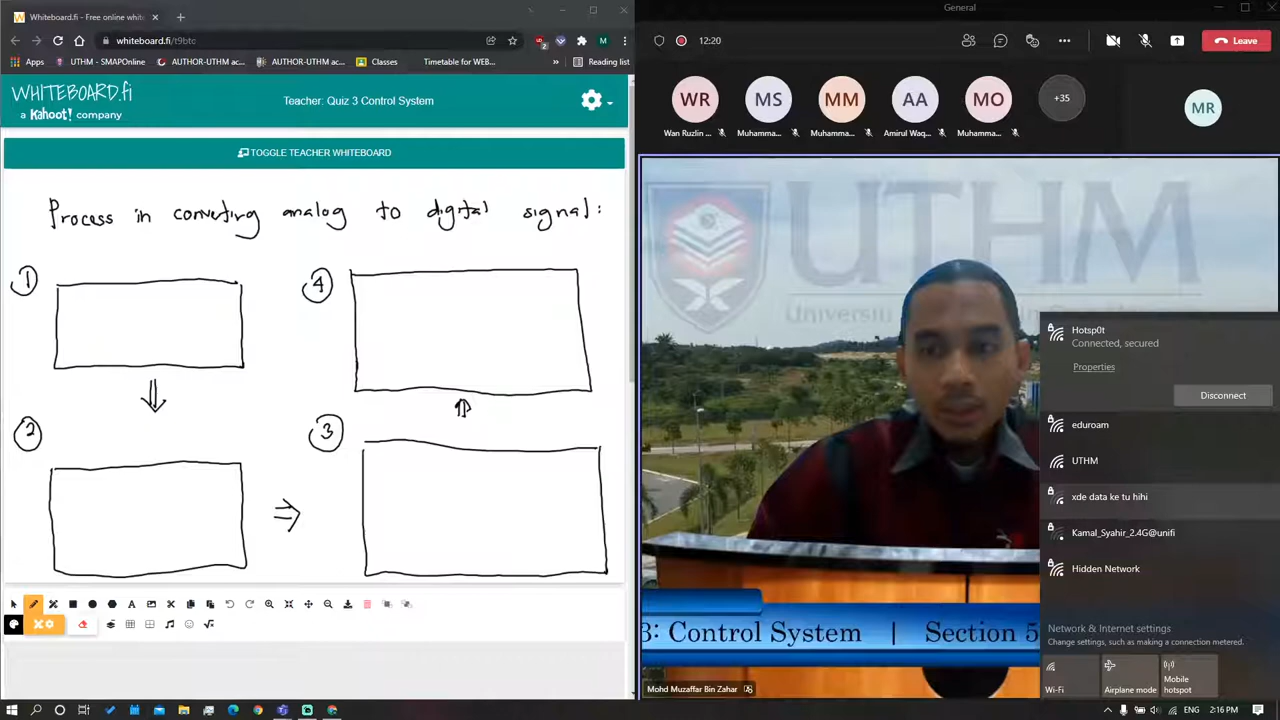 Whiteboard.fi - Free online white
General
whiteboard.fi/t9btc
12:20
Leave
UTHM - SMAPOnline
AUTHOR-UTHM ac...
AUTHOR-UTHM ac...
Classes
Timetable for WEB...
Reading list
WHITEBOARD.fi
a Kahoot! company
Teacher: Quiz 3 Control System
WR
MS
MM
AA
MO
+35
MR
Wan Ruzlin ...
Muhamma...
Muhamma...
Amirul Waq...
Muhamma...
TOGGLE TEACHER WHITEBOARD
Process in converting analog to digital signal:
1
4
2
3
UTHM
Universiti
Hotsp0t
Connected, secured
Properties
Disconnect
eduroam
UTHM
xde data ke tu hihi
Kamal_Syahir_2.4G@unifi
Hidden Network
Network & Internet settings
Change settings, such as making a connection metered.
Wi-Fi
Airplane mode
Mobile hotspot
3: Control System | Section 5
Mohd Muzaffar Bin Zahar
ENG
2:16 PM